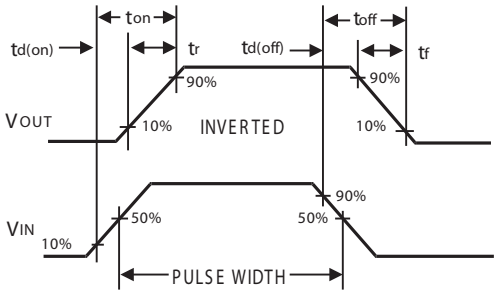 ton toff
td(on) tr td(off) tf
90% 90%
VOUT 10% INVERTED 10%
90%
VIN 50% 50%
10%
PULSE WIDTH